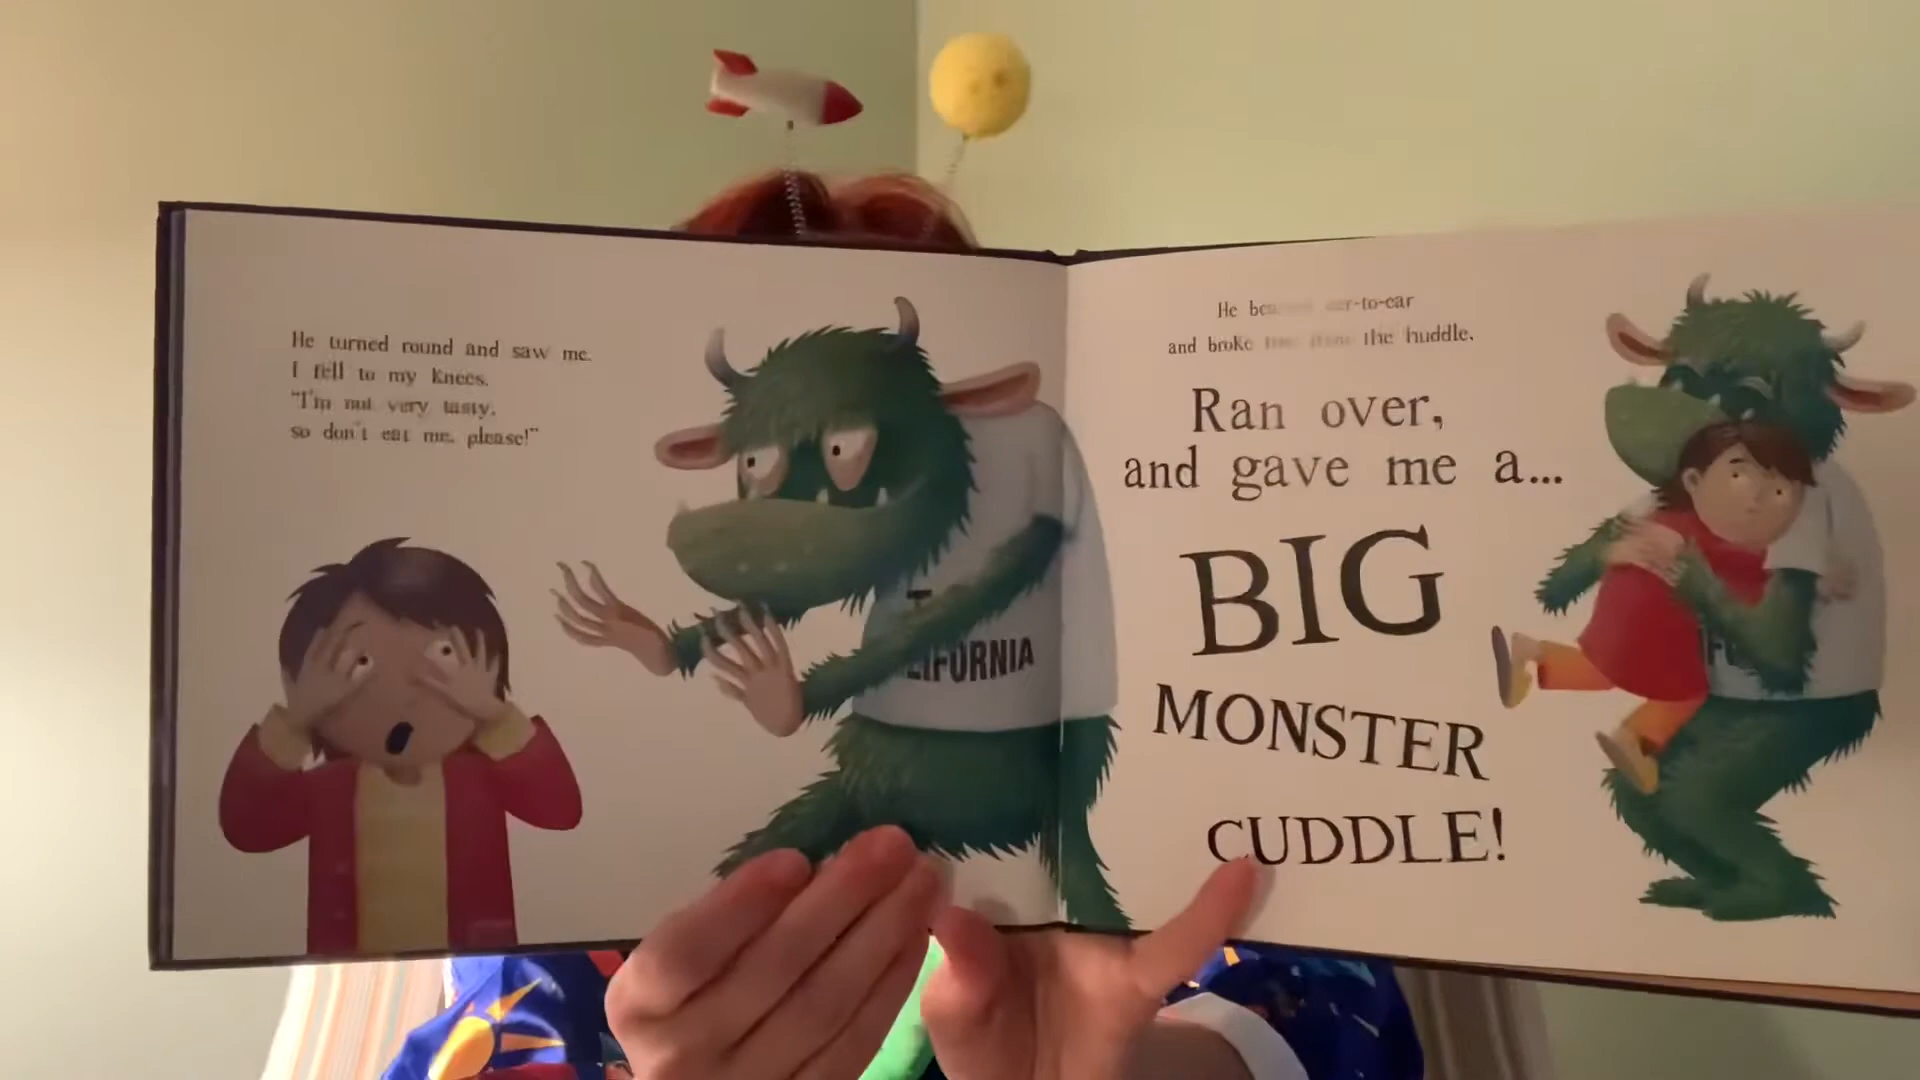 He turned round and saw me.
I fell to my knees.
"I'm not very tasty,
so don't eat me, please!"
LIFORNIA
He ear-to-ear
and broke the huddle,
Ran over,
and gave me a...
BIG
MONSTER
CUDDLE!